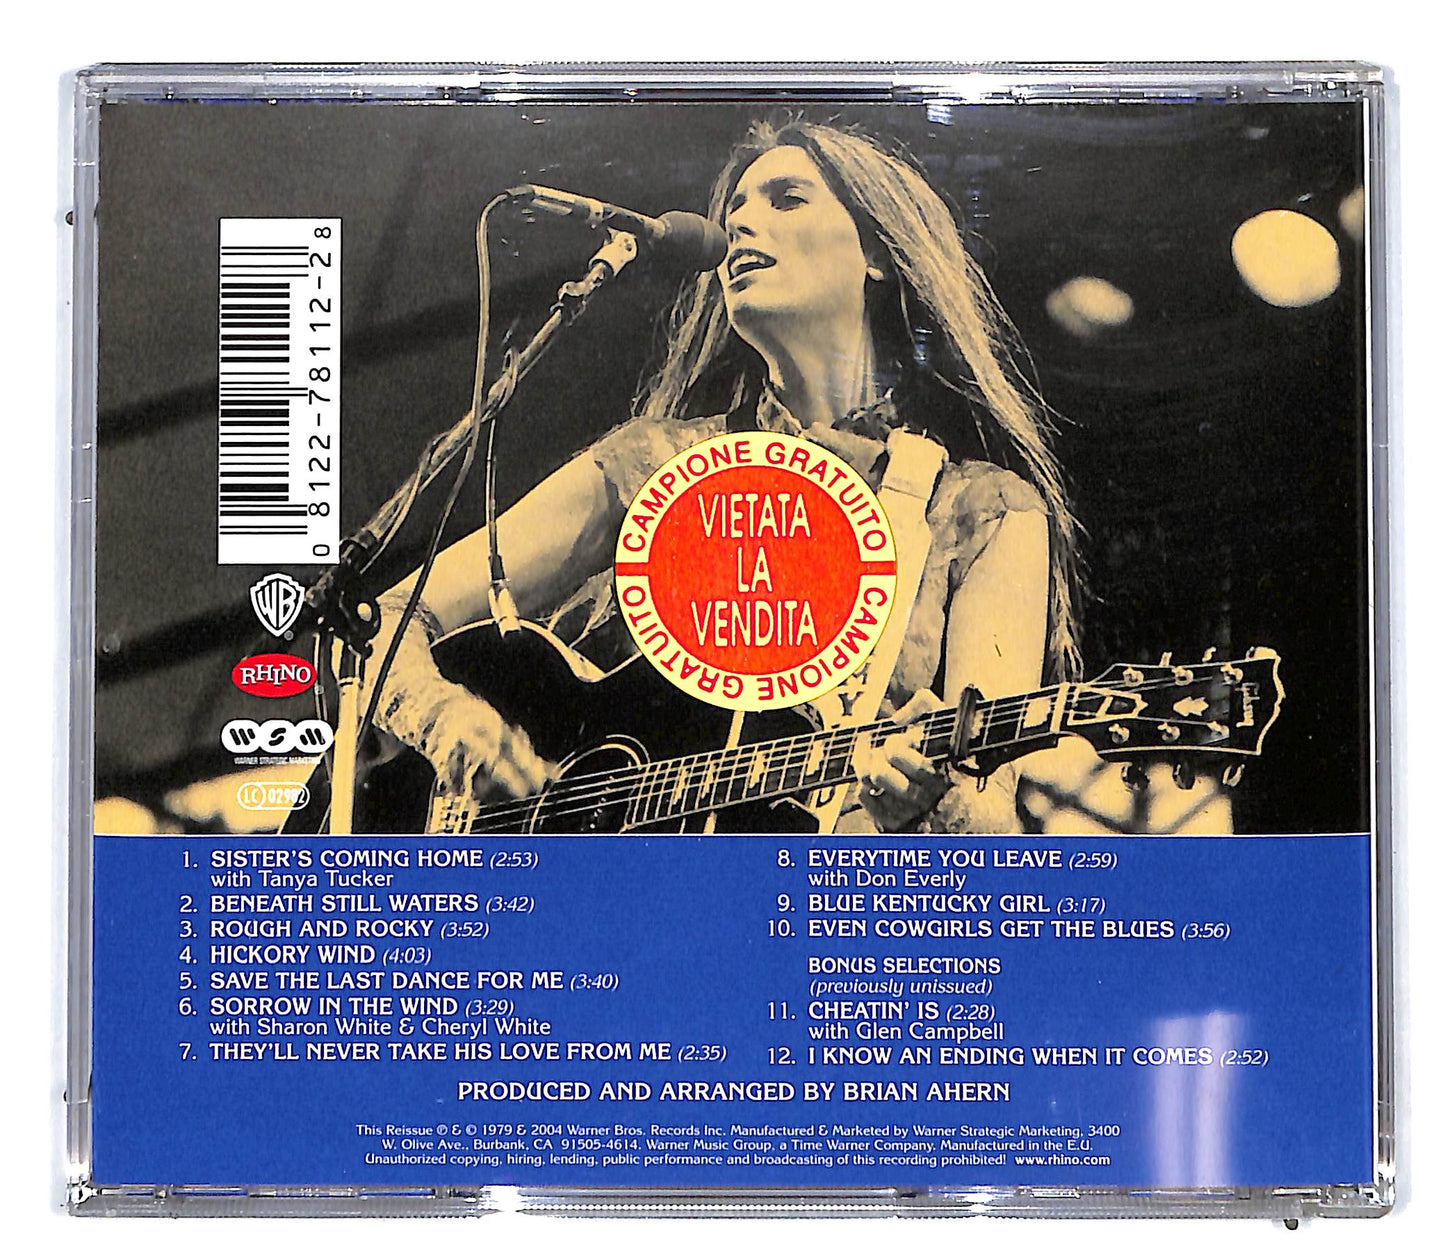 0 8122-78112-2 8
CAMPIONE GRATUITO
VIETATA
LA
VENDITA
CAMPIONE GRATUITO
WB
RHINO
WSM
WARNER STRATEGIC MARKETING
LC 02982
1. SISTER'S COMING HOME (2:53)
with Tanya Tucker
2. BENEATH STILL WATERS (3:42)
3. ROUGH AND ROCKY (3:52)
4. HICKORY WIND (4:03)
5. SAVE THE LAST DANCE FOR ME (3:40)
6. SORROW IN THE WIND (3:29)
with Sharon White & Cheryl White
7. THEY'LL NEVER TAKE HIS LOVE FROM ME (2:35)
8. EVERYTIME YOU LEAVE (2:59)
with Don Everly
9. BLUE KENTUCKY GIRL (3:17)
10. EVEN COWGIRLS GET THE BLUES (3:56)
BONUS SELECTIONS
(previously unissued)
11. CHEATIN' IS (2:28)
with Glen Campbell
12. I KNOW AN ENDING WHEN IT COMES (2:52)
PRODUCED AND ARRANGED BY BRIAN AHERN
This Reissue ℗ & © 1979 & 2004 Warner Bros. Records Inc. Manufactured & Marketed by Warner Strategic Marketing, 3400
W. Olive Ave., Burbank, CA 91505-4614. Warner Music Group, a Time Warner Company. Manufactured in the E.U.
Unauthorized copying, hiring, lending, public performance and broadcasting of this recording prohibited! www.rhino.com